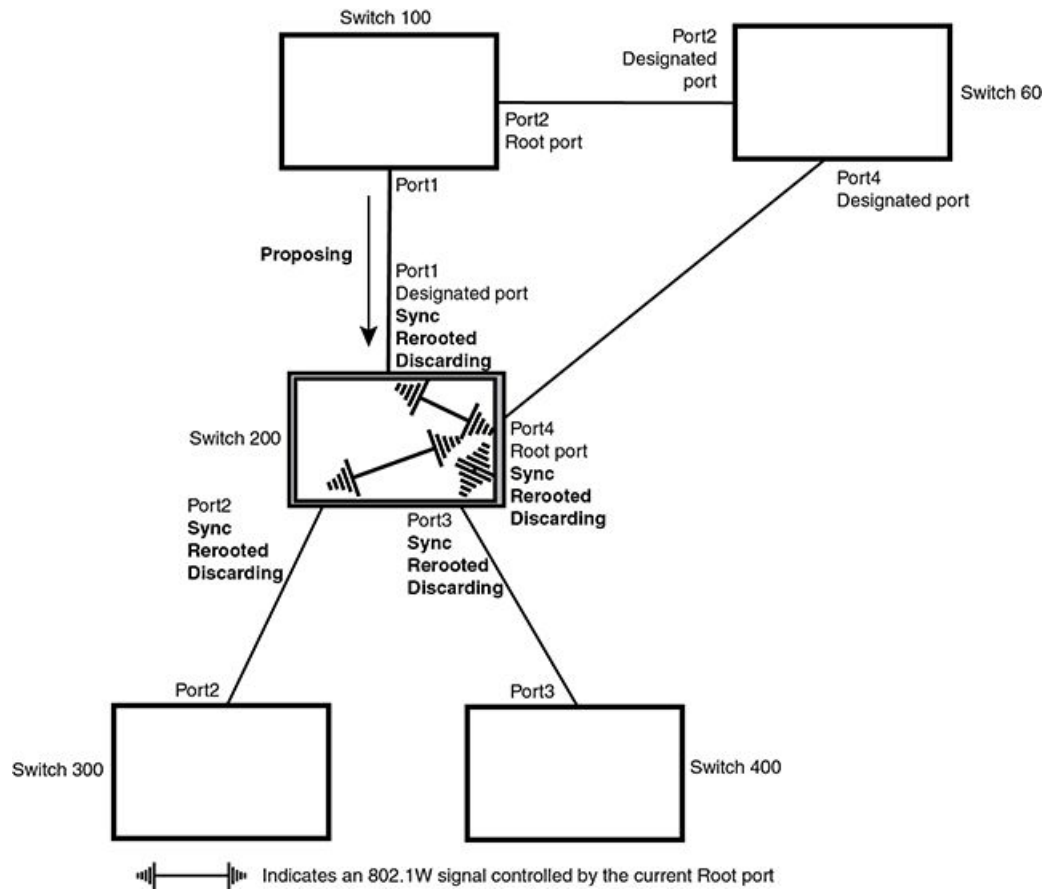 Switch 100
Port2
Designated
port
Switch 60
Port2
Root port
Port1
Port4
Designated port
Proposing
Port1
Designated port
Sync
Rerooted
Discarding
Switch 200
Port4
Root port
Sync
Rerooted
Discarding
Port2
Sync
Rerooted
Discarding
Port3
Sync
Rerooted
Discarding
Port2
Port3
Switch 300
Switch 400
Indicates an 802.1W signal controlled by the current Root port